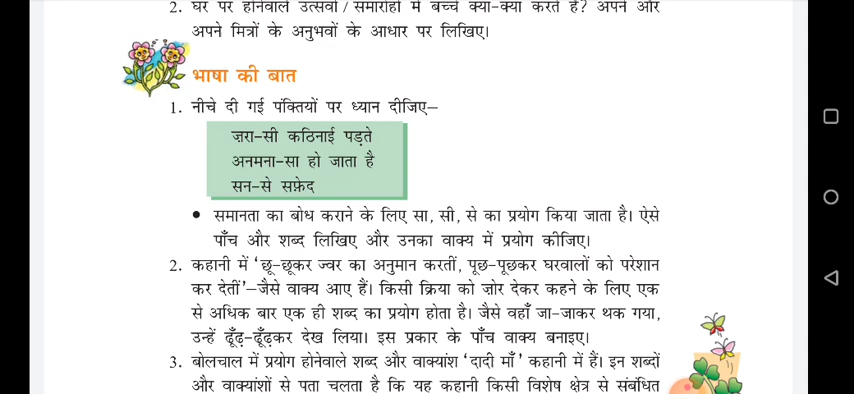 2. घर पर होनेवाले उत्सवों / समारोहों में बच्चे क्या-क्या करते हैं? अपने और
अपने मित्रों के अनुभवों के आधार पर लिखिए।
भाषा की बात
1. नीचे दी गई पंक्तियों पर ध्यान दीजिए–
ज़रा-सी कठिनाई पड़ते
अनमना-सा हो जाता है
सन-से सफ़ेद
• समानता का बोध कराने के लिए सा, सी, से का प्रयोग किया जाता है। ऐसे
पाँच और शब्द लिखिए और उनका वाक्य में प्रयोग कीजिए।
2. कहानी में ‘छू-छूकर ज्वर का अनुमान करतीं, पूछ-पूछकर घरवालों को परेशान
कर देतीं’–जैसे वाक्य आए हैं। किसी क्रिया को ज़ोर देकर कहने के लिए एक
से अधिक बार एक ही शब्द का प्रयोग होता है। जैसे वहाँ जा-जाकर थक गया,
उन्हें ढूँढ़-ढूँढ़कर देख लिया। इस प्रकार के पाँच वाक्य बनाइए।
3. बोलचाल में प्रयोग होनेवाले शब्द और वाक्यांश ‘दादी माँ’ कहानी में हैं। इन शब्दों
और वाक्यांशों से पता चलता है कि यह कहानी किसी विशेष क्षेत्र से संबंधित